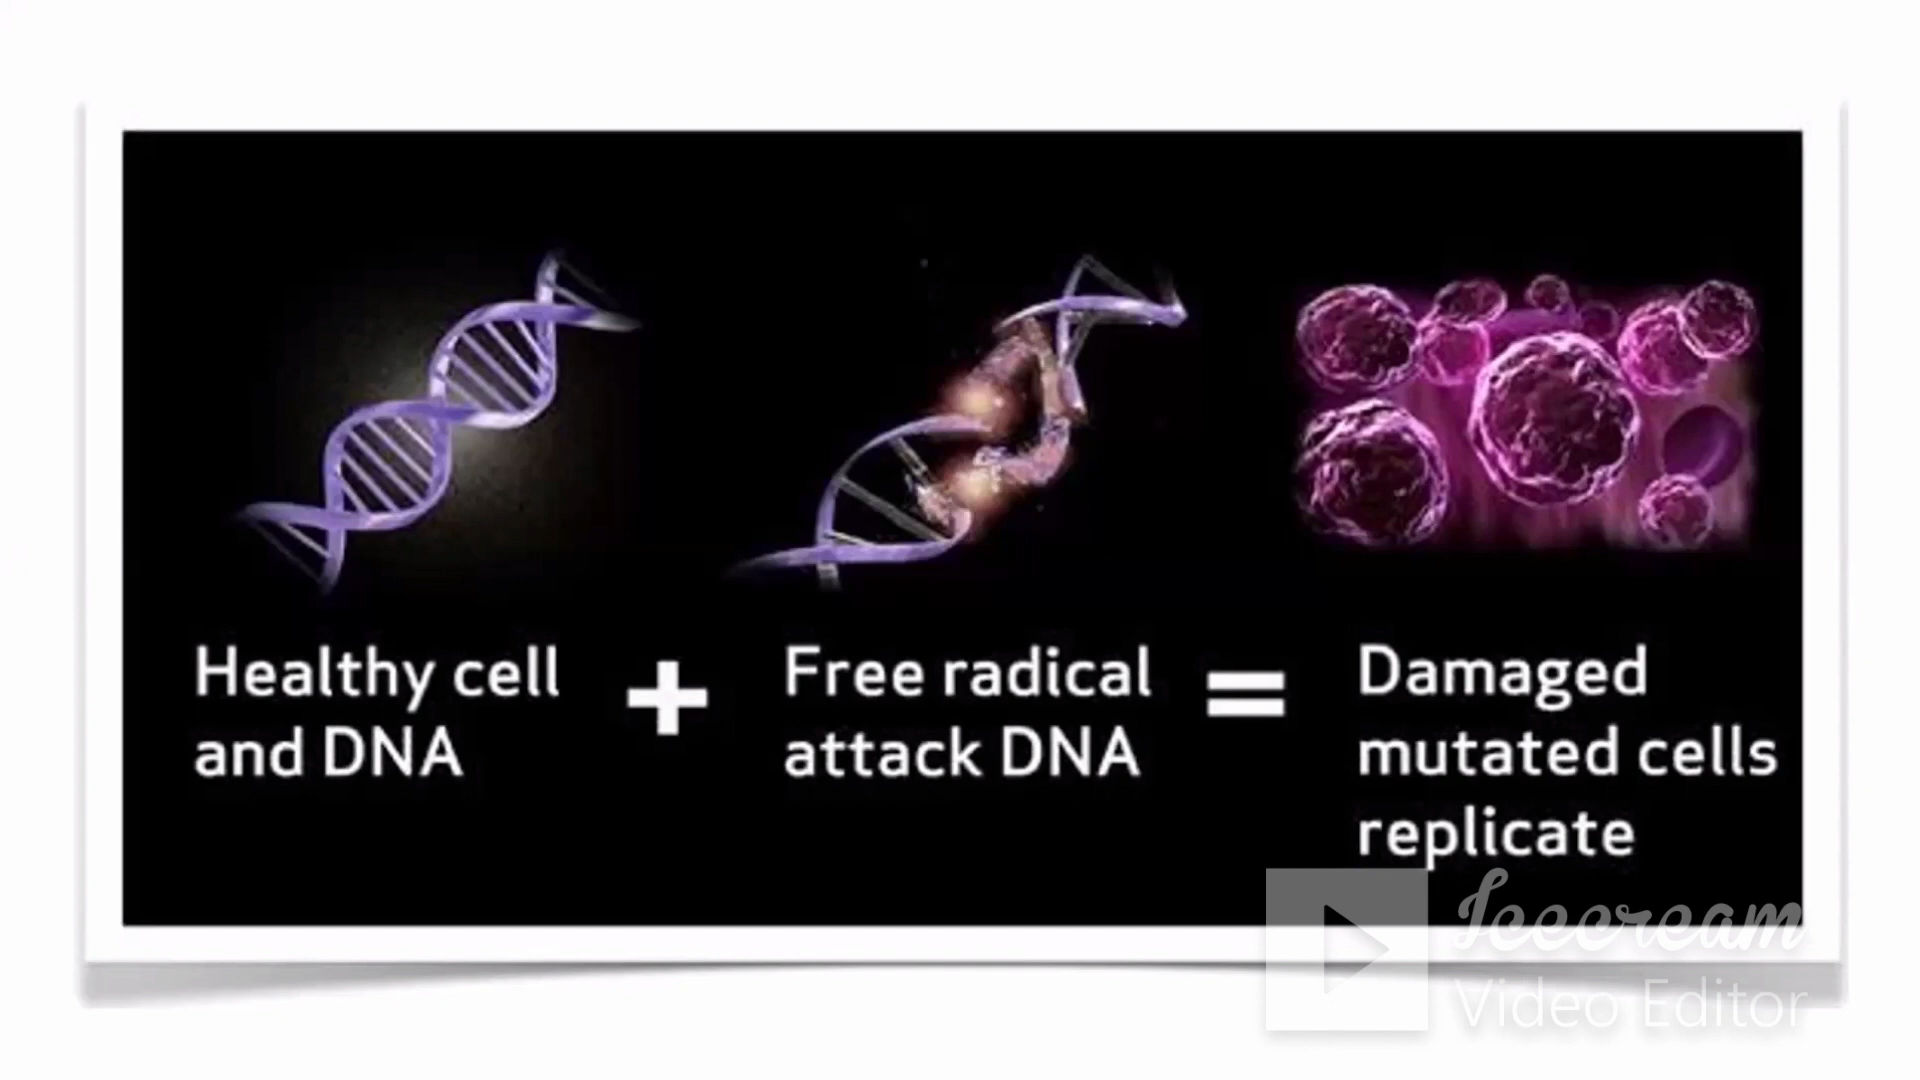 Healthy cell
and DNA
+
Free radical
attack DNA
=
Damaged
mutated cells
replicate
Icecream
Video Editor